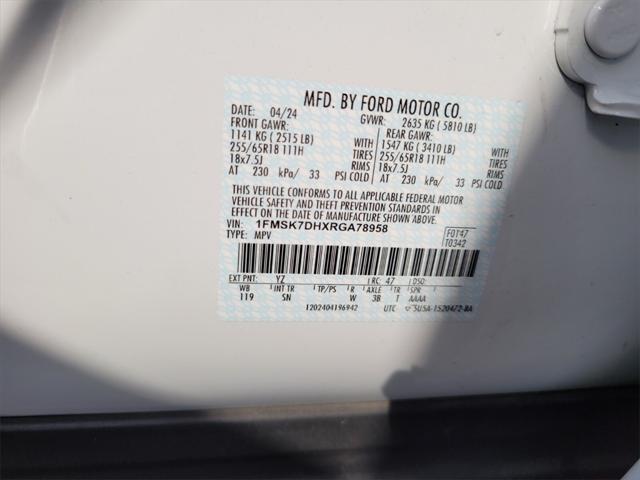 MFD. BY FORD MOTOR CO.
DATE: 04/24 GVWR: 2635 KG ( 5810 LB)
FRONT GAWR: REAR GAWR:
1141 KG ( 2515 LB) 1547 KG ( 3410 LB)
255/65R18 111H TIRES 255/65R18 111H TIRES
18x7.5J RIMS 18x7.5J RIMS
AT 230 kPa/ 33 PSI COLD AT 230 kPa/ 33 PSI COLD
THIS VEHICLE CONFORMS TO ALL APPLICABLE FEDERAL MOTOR
VEHICLE SAFETY AND THEFT PREVENTION STANDARDS IN
EFFECT ON THE DATE OF MANUFACTURE SHOWN ABOVE.
VIN: 1FMSK7DHXRGA78958 F0T47
TYPE: MPV T0342
EXT PNT: YZ RC: 47 DSO:
WB INT TR TP/PS R AXLE TR SPR
119 SN W 3B T AAAA
1202404196942 UTC 5U5A-1520472-BA